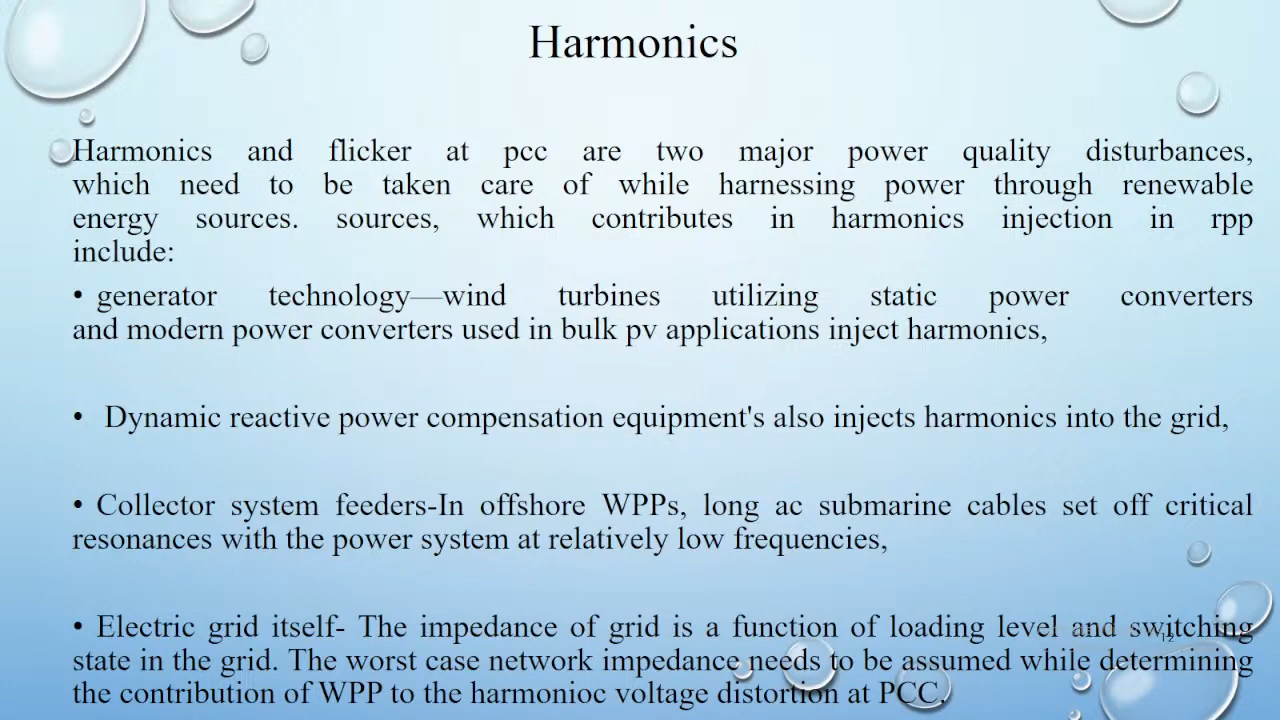 Harmonics
Harmonics and flicker at pcc are two major power quality disturbances,
which need to be taken care of while harnessing power through renewable
energy sources. sources, which contributes in harmonics injection in rpp
include:
• generator technology—wind turbines utilizing static power converters
and modern power converters used in bulk pv applications inject harmonics,
• Dynamic reactive power compensation equipment's also injects harmonics into the grid,
• Collector system feeders-In offshore WPPs, long ac submarine cables set off critical
resonances with the power system at relatively low frequencies,
• Electric grid itself- The impedance of grid is a function of loading level and switching
12
state in the grid. The worst case network impedance needs to be assumed while determining
the contribution of WPP to the harmonioc voltage distortion at PCC.